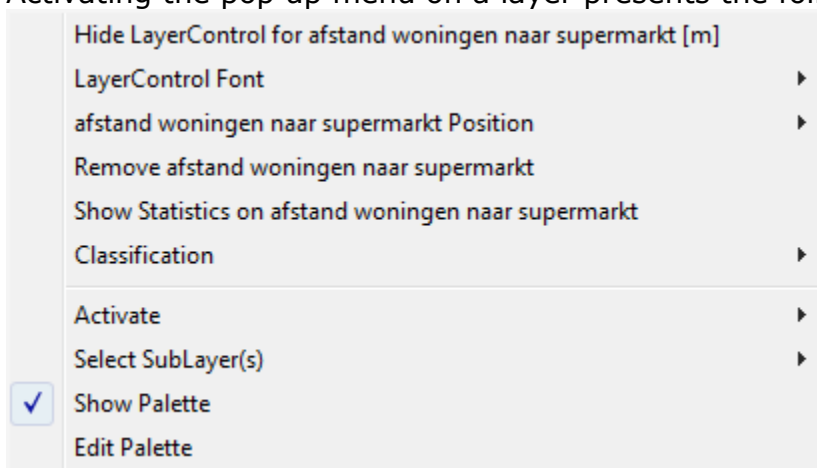 Activating the pop-up menu on a layer presents the fol
Hide LayerControl for afstand woningen naar supermarkt [m]
LayerControl Font
afstand woningen naar supermarkt Position
Remove afstand woningen naar supermarkt
Show Statistics on afstand woningen naar supermarkt
Classification
Activate
Select SubLayer(s)
Show Palette
Edit Palette